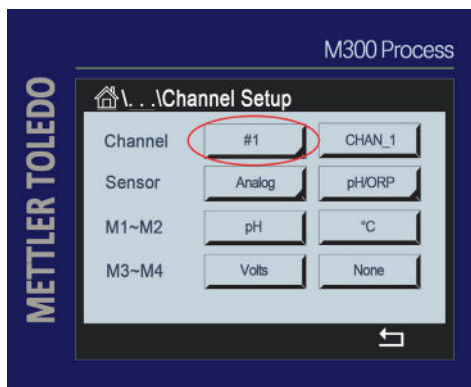 M300 Process
METTLER TOLEDO
\. . .\Channel Setup
Channel #1 CHAN_1
Sensor Analog pH/ORP
M1~M2 pH °C
M3~M4 Volts None